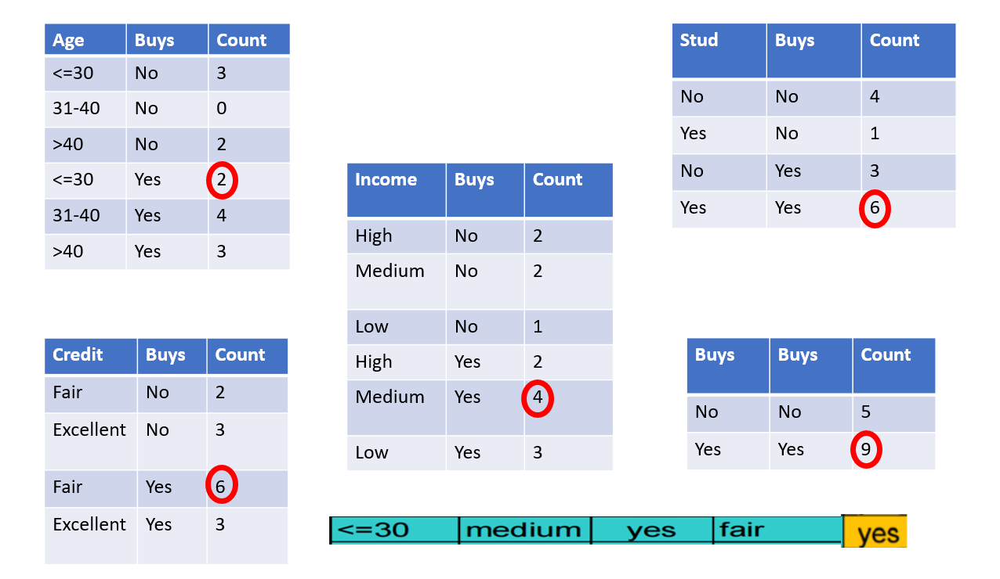 Age Buys Count
<=30 No 3
31-40 No 0
>40 No 2
<=30 Yes 2
31-40 Yes 4
>40 Yes 3
Stud Buys Count
No No 4
Yes No 1
No Yes 3
Yes Yes 6
Income Buys Count
High No 2
Medium No 2
Low No 1
High Yes 2
Medium Yes 4
Low Yes 3
Credit Buys Count
Fair No 2
Excellent No 3
Fair Yes 6
Excellent Yes 3
Buys Buys Count
No No 5
Yes Yes 9
<=30 medium yes fair yes